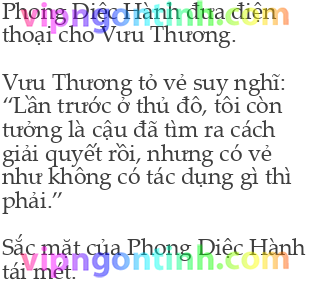 Phong Diệc Hành đưa điện
thoại cho Vưu Thương.
Vưu Thương tỏ vẻ suy nghĩ:
“Lần trước ở thủ đô, tôi còn
tưởng là cậu đã tìm ra cách
giải quyết rồi, nhưng có vẻ
như không có tác dụng gì thì
phải.”
Sắc mặt của Phong Diệc Hành
tái mét.
vipngontinh.com
vipngontinh.com